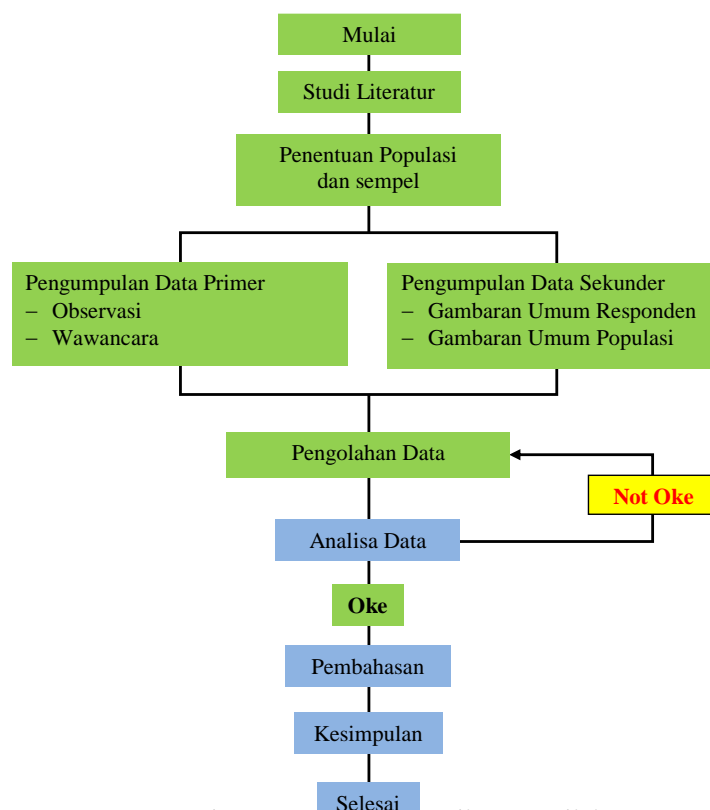 Mulai
Studi Literatur
Penentuan Populasi
dan sempel
Pengumpulan Data Primer
− Observasi
− Wawancara
Pengumpulan Data Sekunder
− Gambaran Umum Responden
− Gambaran Umum Populasi
Pengolahan Data
Not Oke
Analisa Data
Oke
Pembahasan
Kesimpulan
Selesai